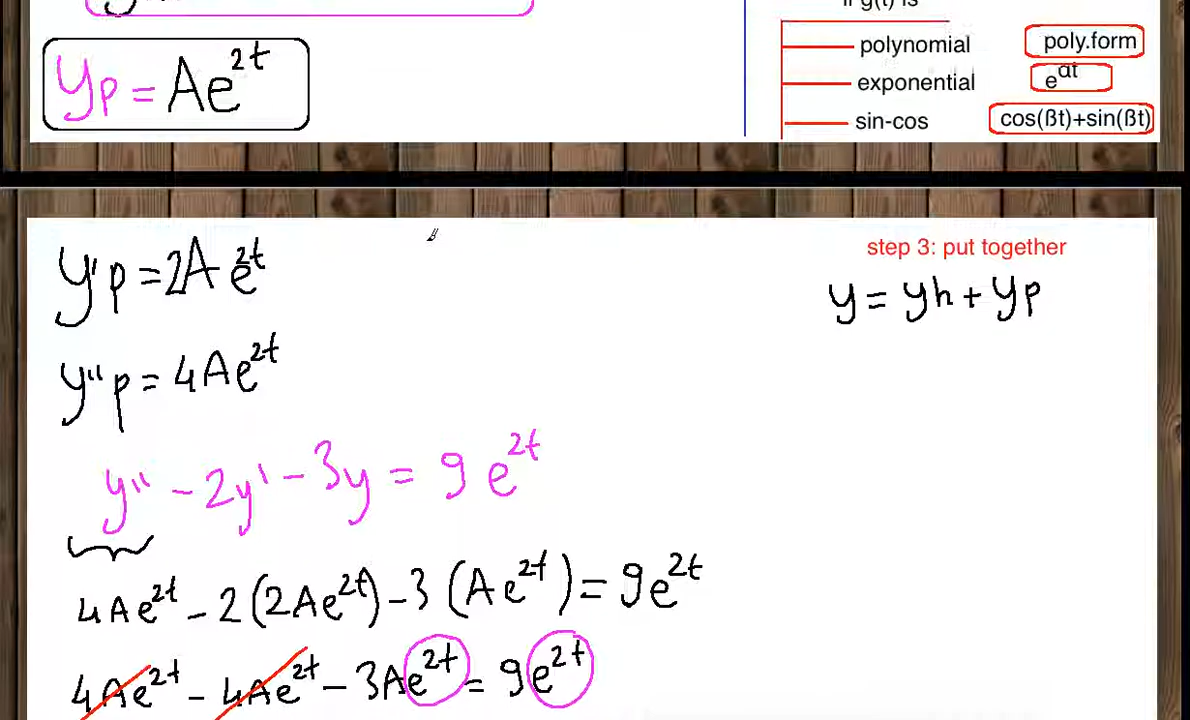 if g(t) is
yp = Ae^2t
polynomial poly.form
exponential e^αt
sin-cos cos(ßt)+sin(ßt)
y'p = 2Ae^2t
step 3: put together
y = yh + yp
y''p = 4Ae^2t
y'' - 2y' - 3y = 9e^2t
4Ae^2t - 2(2Ae^2t) - 3(Ae^2t) = 9e^2t
4Ae^2t - 4Ae^2t - 3Ae^2t = 9e^2t